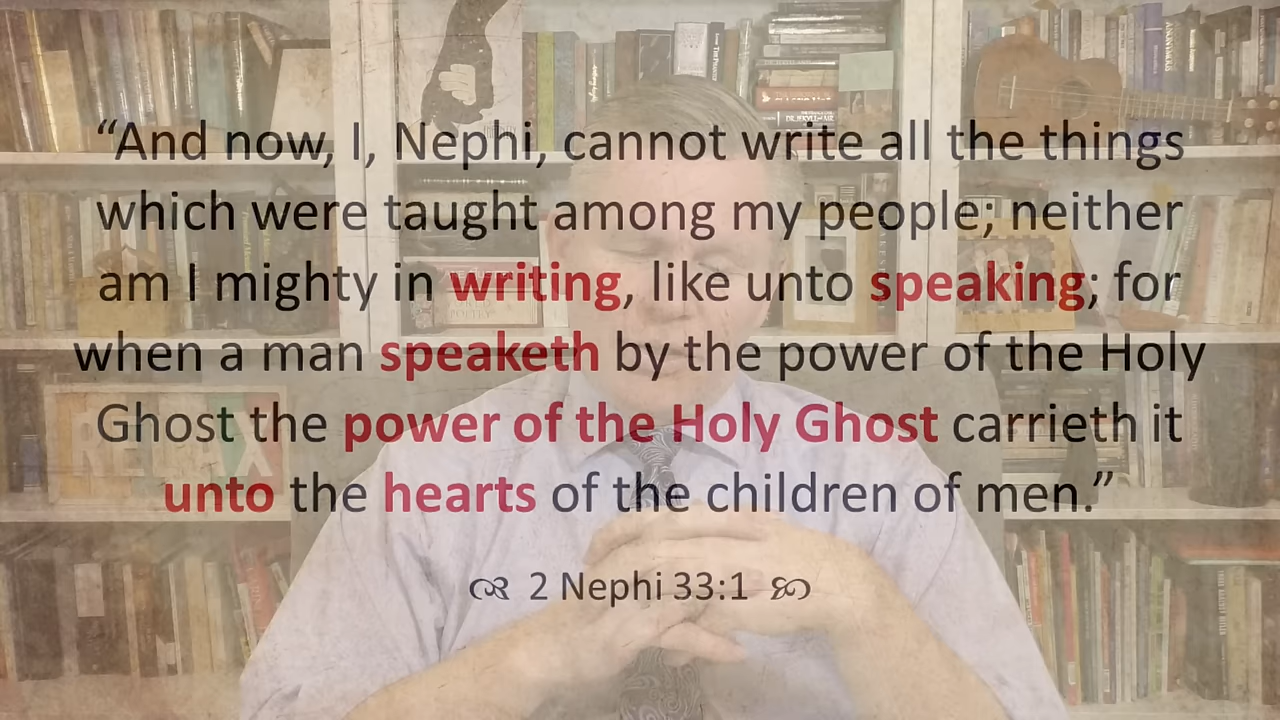 “And now, I, Nephi, cannot write all the things
which were taught among my people; neither
am I mighty in writing, like unto speaking; for
when a man speaketh by the power of the Holy
Ghost the power of the Holy Ghost carrieth it
unto the hearts of the children of men.”
2 Nephi 33:1